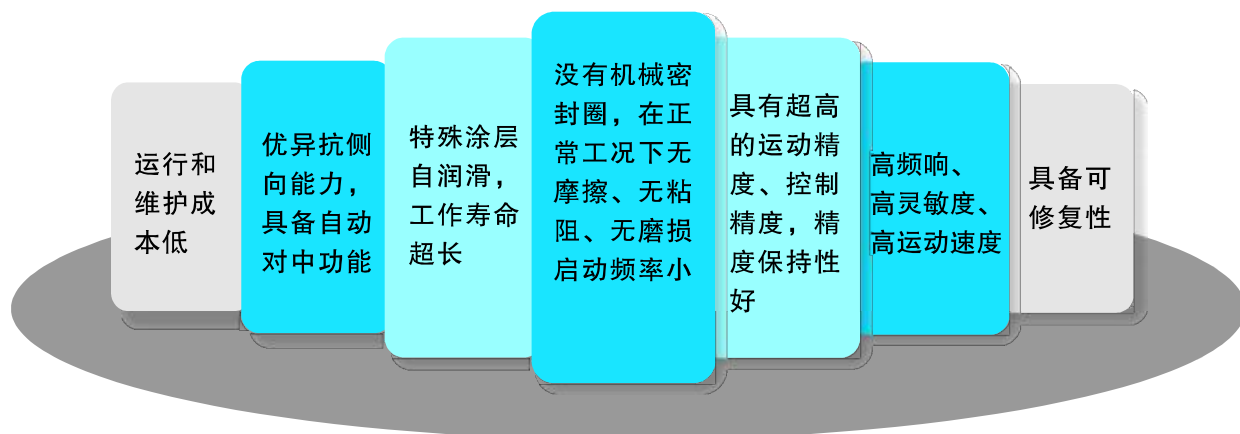 运行和
维护成
本低
优异抗侧
向能力，
具备自动
对中功能
特殊涂层
自润滑，
工作寿命
超长
没有机械密
封圈，在正
常工况下无
摩擦、无粘
阻、无磨损
启动频率小
具有超高
的运动精
度、控制
精度，精
度保持性
好
高频响、
高灵敏度、
高运动速度
具备可
修复性